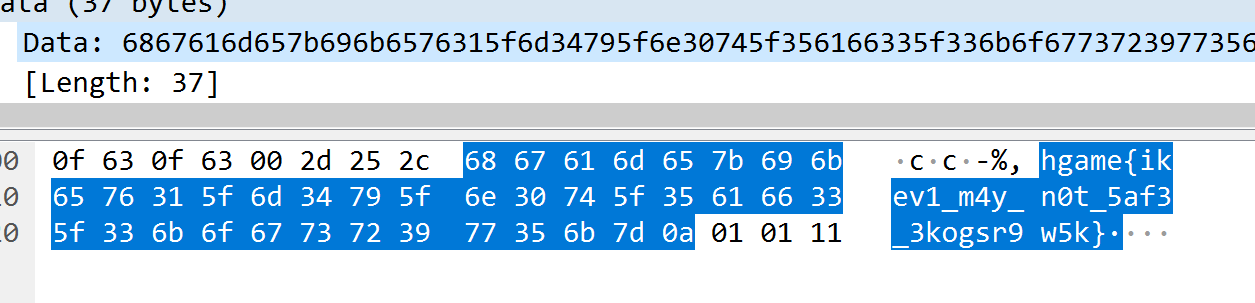 ata (37 bytes)
Data: 6867616d657b696b6576315f6d34795f6e30745f356166335f336b6f6773723977356
[Length: 37]
00 0f 63 0f 63 00 2d 25 2c 68 67 61 6d 65 7b 69 6b ·c·c·-%, hgame{ik
10 65 76 31 5f 6d 34 79 5f 6e 30 74 5f 35 61 66 33 ev1_m4y_ n0t_5af3
20 5f 33 6b 6f 67 73 72 39 77 35 6b 7d 0a 01 01 11 _3kogsr9 w5k}····